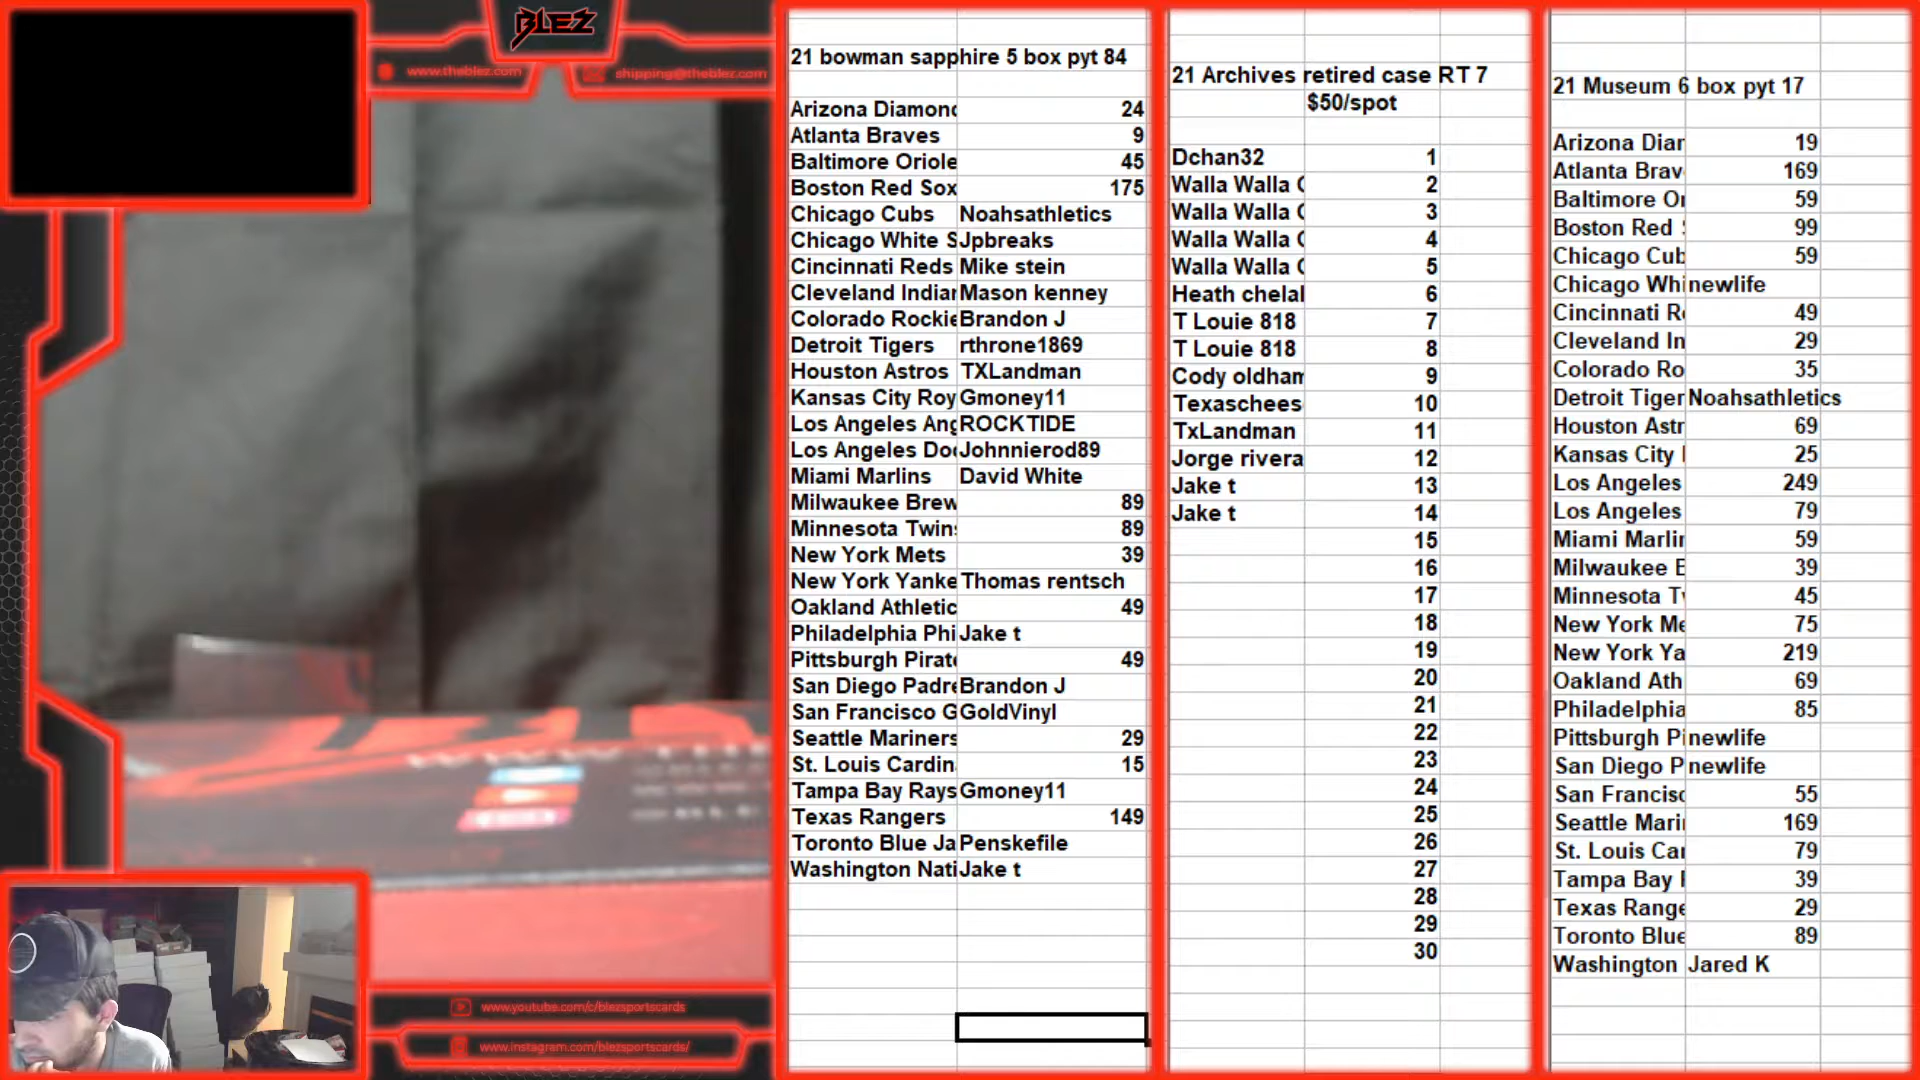 BLEZ
www.theblez.com
shipping@theblez.com
21 bowman sapphire 5 box pyt 84
Arizona Diamond 24
Atlanta Braves 9
Baltimore Oriole 45
Boston Red Sox 175
Chicago Cubs Noahsathletics
Chicago White S Jpbreaks
Cincinnati Reds Mike stein
Cleveland Indian Mason kenney
Colorado Rockie Brandon J
Detroit Tigers rthrone1869
Houston Astros TXLandman
Kansas City Roy Gmoney11
Los Angeles Ang ROCKTIDE
Los Angeles Do Johnnierod89
Miami Marlins David White
Milwaukee Brew 89
Minnesota Twins 89
New York Mets 39
New York Yanke Thomas rentsch
Oakland Athletic 49
Philadelphia Phi Jake t
Pittsburgh Pirate 49
San Diego Padre Brandon J
San Francisco G GoldVinyl
Seattle Mariners 29
St. Louis Cardin 15
Tampa Bay Rays Gmoney11
Texas Rangers 149
Toronto Blue Ja Penskefile
Washington Nati Jake t
21 Archives retired case RT 7
$50/spot
Dchan32 1
Walla Walla 2
Walla Walla 3
Walla Walla 4
Walla Walla 5
Heath chelal 6
T Louie 818 7
T Louie 818 8
Cody oldham 9
Texaschees 10
TxLandman 11
Jorge rivera 12
Jake t 13
Jake t 14
15
16
17
18
19
20
21
22
23
24
25
26
27
28
29
30
21 Museum 6 box pyt 17
Arizona Diar 19
Atlanta Brav 169
Baltimore Or 59
Boston Red 99
Chicago Cub 59
Chicago Whi newlife
Cincinnati Re 49
Cleveland In 29
Colorado Ro 35
Detroit Tiger Noahsathletics
Houston Astr 69
Kansas City 25
Los Angeles 249
Los Angeles 79
Miami Marlin 59
Milwaukee B 39
Minnesota Tw 45
New York Me 75
New York Ya 219
Oakland Ath 69
Philadelphia 85
Pittsburgh Pi newlife
San Diego P newlife
San Francisc 55
Seattle Mari 169
St. Louis Car 79
Tampa Bay 39
Texas Range 29
Toronto Blue 89
Washington Jared K
www.youtube.com/c/blezsportscards
www.instagram.com/blezsportscards/